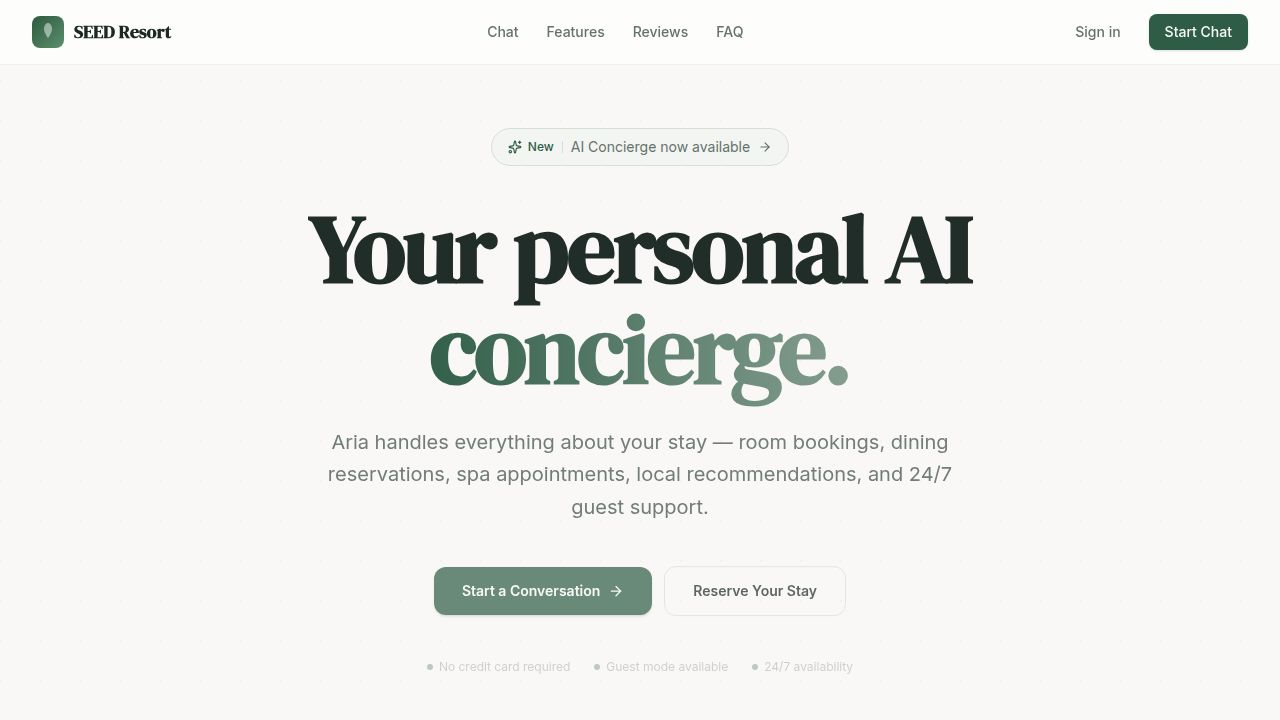 SEED Resort
Chat
Features
Reviews
FAQ
Sign in
Start Chat
New
AI Concierge now available
Your personal AI
concierge.
Aria handles everything about your stay — room bookings, dining
reservations, spa appointments, local recommendations, and 24/7
guest support.
Start a Conversation
Reserve Your Stay
No credit card required
Guest mode available
24/7 availability